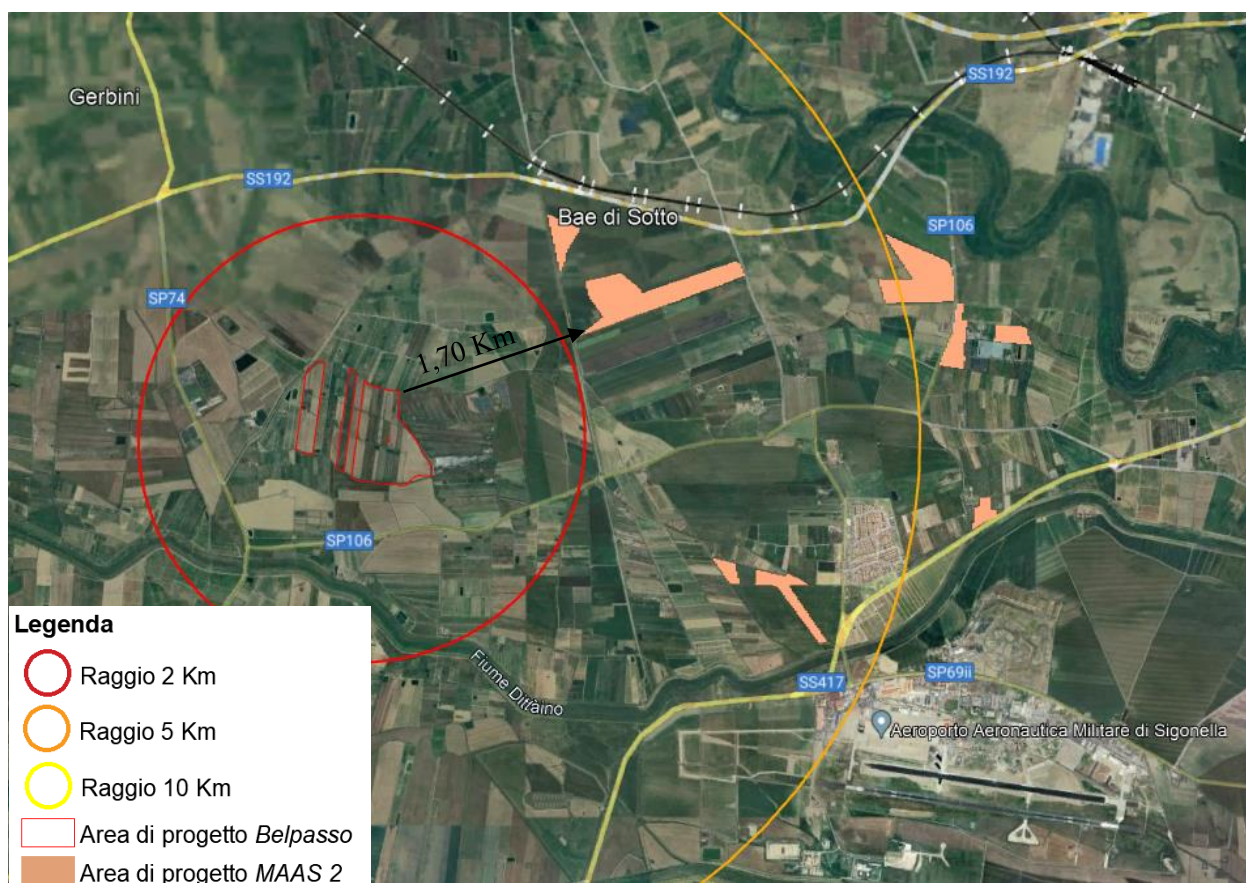 Gerbini
SS192
SS192
Bae di Sotto
SP106
SP74
1,70 Km
SP106
Fiume Dittaino
SS417
SP69ii
Aeroporto Aeronautica Militare di Sigonella
Legenda
Raggio 2 Km
Raggio 5 Km
Raggio 10 Km
Area di progetto Belpasso
Area di progetto MAAS 2